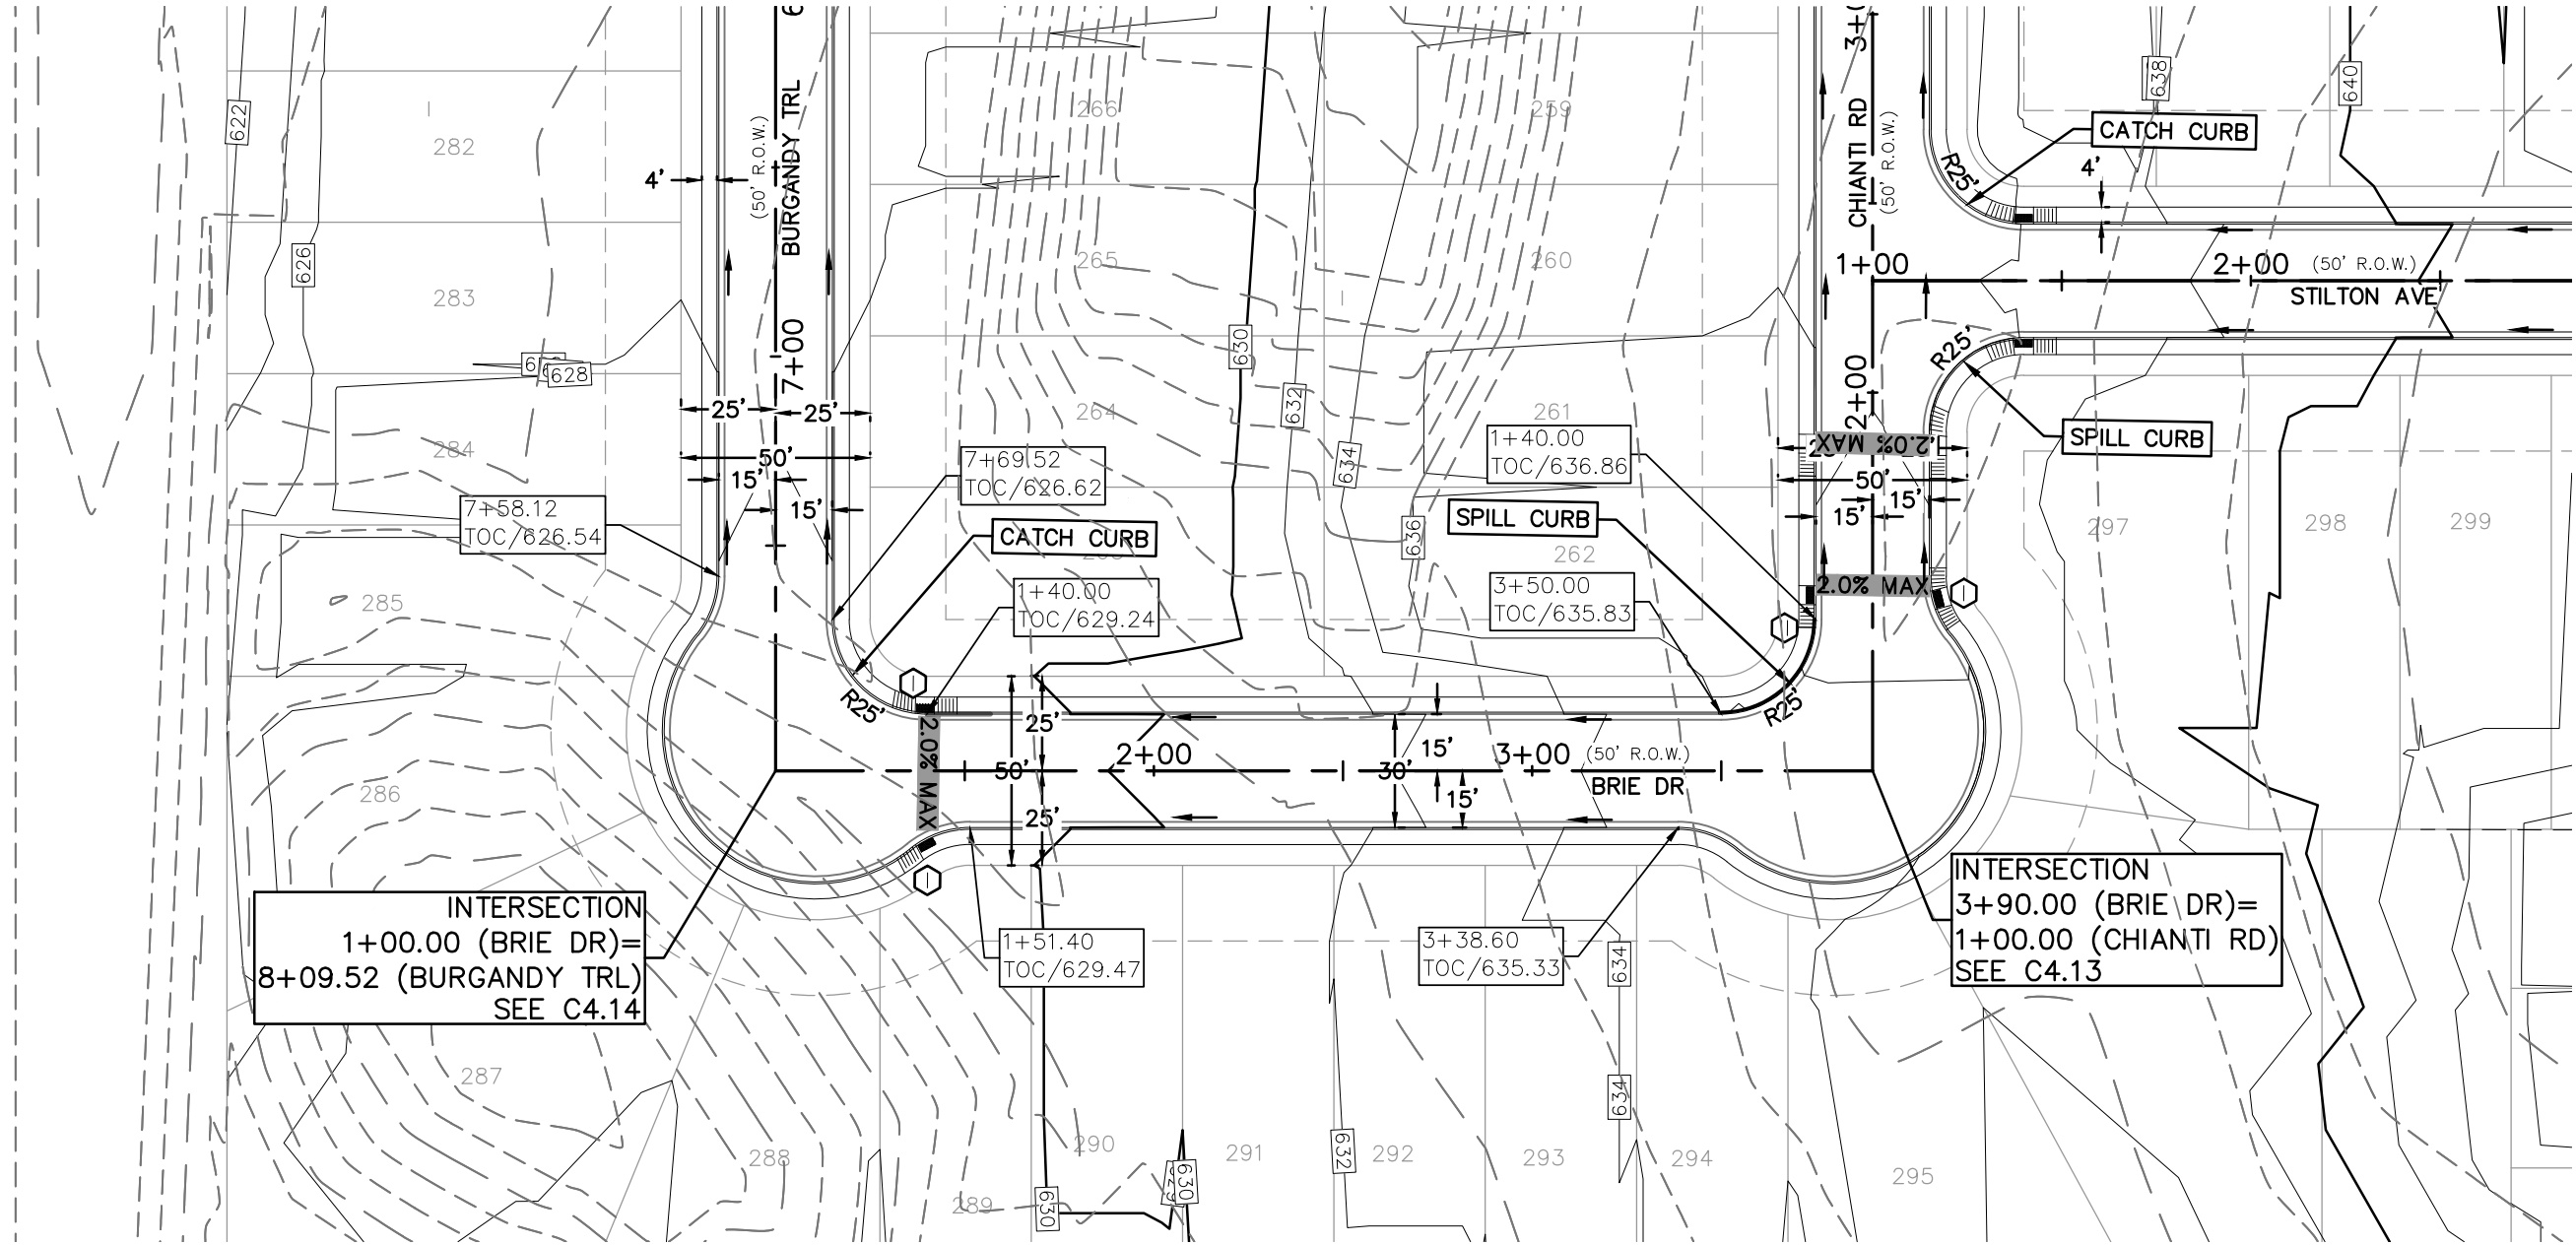 622
626
282
283
284
285
286
287
288
289
290
291
292
293
294
295
297
298
299
266
265
264
259
260
261
262
4'
(50' R.O.W.)
BURGANDY TRL
7+00
25'
25'
50'
15'
15'
628
7+58.12
TOC/626.54
7+69.52
TOC/626.62
CATCH CURB
1+40.00
TOC/629.24
R25'
2.0% MAX
25'
50'
25'
2+00
30'
15'
15'
3+00
(50' R.O.W.)
BRIE DR
630
632
634
636
1+40.00
TOC/636.86
SPILL CURB
3+50.00
TOC/635.83
R25'
CHIANTI RD
(50' R.O.W.)
1+00
2+00
2.0% MAX
50'
15'
15'
2.0% MAX
R25'
CATCH CURB
4'
638
640
2+00
(50' R.O.W.)
STILTON AVE
R25'
SPILL CURB
INTERSECTION
1+00.00 (BRIE DR)=
8+09.52 (BURGANDY TRL)
SEE C4.14
1+51.40
TOC/629.47
3+38.60
TOC/635.33
INTERSECTION
3+90.00 (BRIE DR)=
1+00.00 (CHIANTI RD)
SEE C4.13
634
634
630
630
632